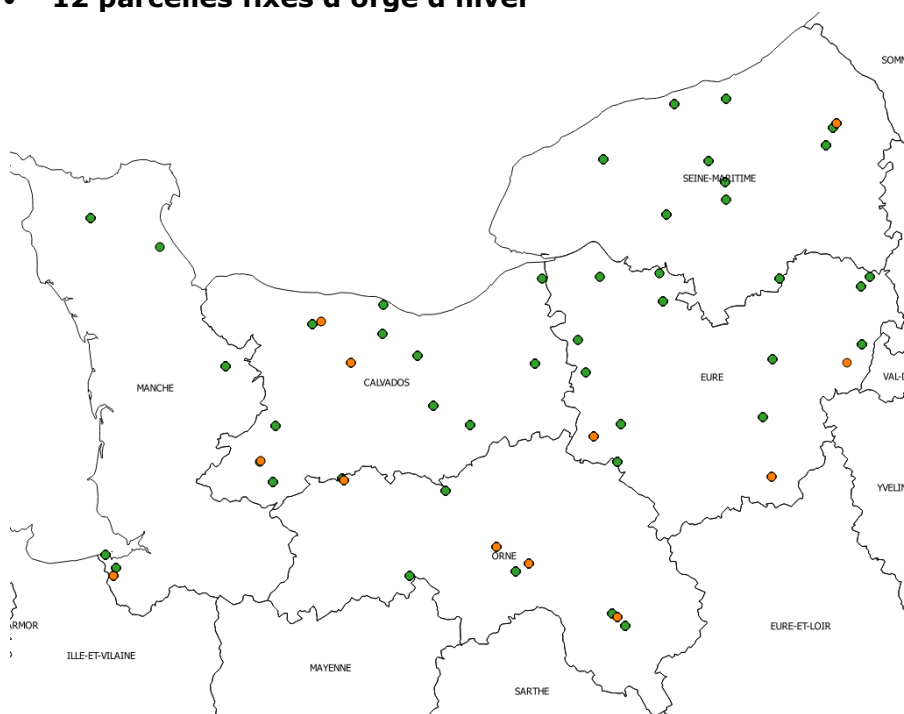 • 12 parcelles fixes d'orge d'hiver
SOMM
SEINE-MARITIME
MANCHE
CALVADOS
EURE
VAL-D
YVELIN
ORNE
ARMOR
ILLE-ET-VILAINE
MAYENNE
SARTHE
EURE-ET-LOIR